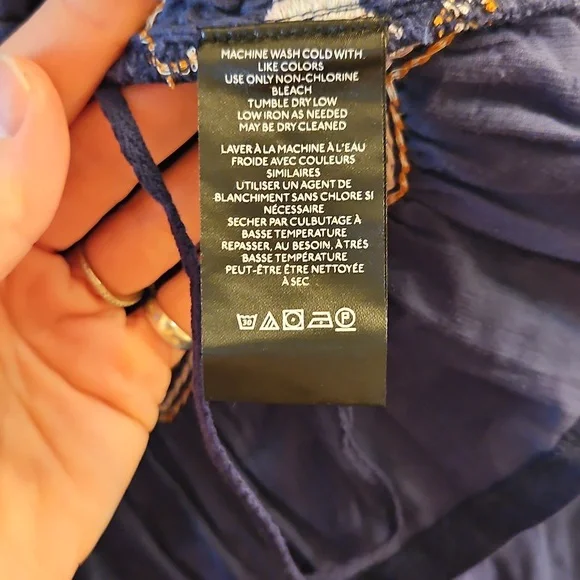 MACHINE WASH COLD WITH
LIKE COLORS
USE ONLY NON-CHLORINE
BLEACH
TUMBLE DRY LOW
LOW IRON AS NEEDED
MAY BE DRY CLEANED
LAVER À LA MACHINE À L'EAU
FROIDE AVEC COULEURS
SIMILAIRES
UTILISER UN AGENT DE
BLANCHIMENT SANS CHLORE SI
NÉCESSAIRE
SECHER PAR CULBUTAGE À
BASSE TEMPERATURE
REPASSER, AU BESOIN, À TRÉS
BASSE TEMPÉRATURE
PEUT-ÊTRE ÊTRE NETTOYÉE
À SEC
30 P